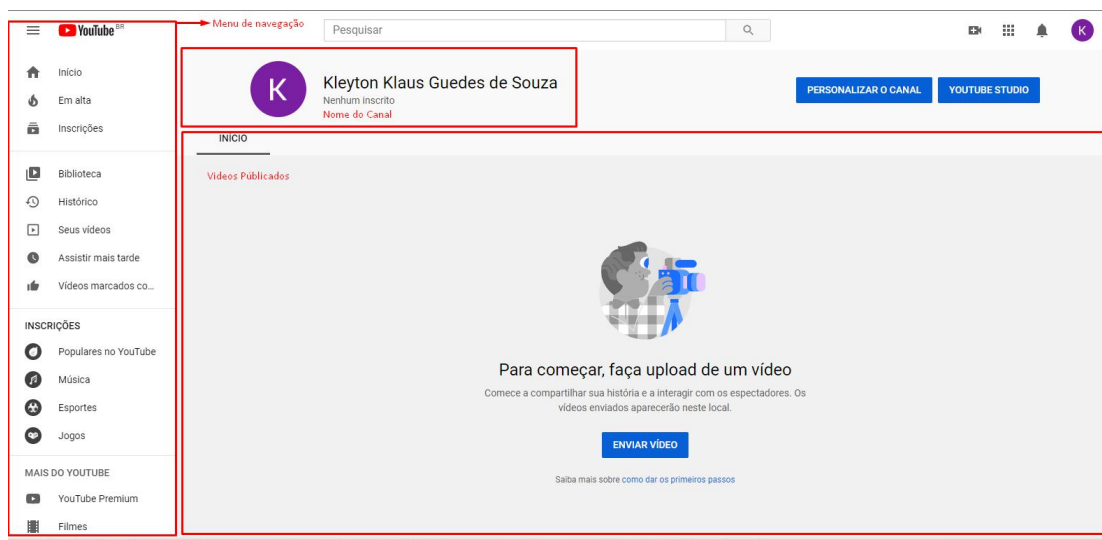 YouTube BR
Menu de navegação
Pesquisar
K
Início
Em alta
Inscrições
Biblioteca
Histórico
Seus vídeos
Assistir mais tarde
Vídeos marcados co...
INSCRIÇÕES
Populares no YouTube
Música
Esportes
Jogos
MAIS DO YOUTUBE
YouTube Premium
Filmes
K
Kleyton Klaus Guedes de Souza
Nenhum inscrito
Nome do Canal
PERSONALIZAR O CANAL
YOUTUBE STUDIO
INÍCIO
Videos Públicados
Para começar, faça upload de um vídeo
Comece a compartilhar sua história e a interagir com os espectadores. Os
vídeos enviados aparecerão neste local.
ENVIAR VÍDEO
Saiba mais sobre como dar os primeiros passos